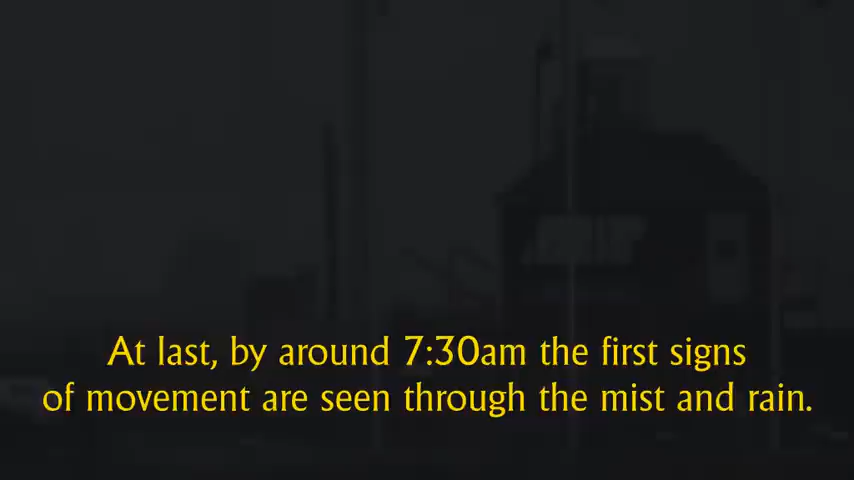 At last, by around 7:30am the first signs
of movement are seen through the mist and rain.